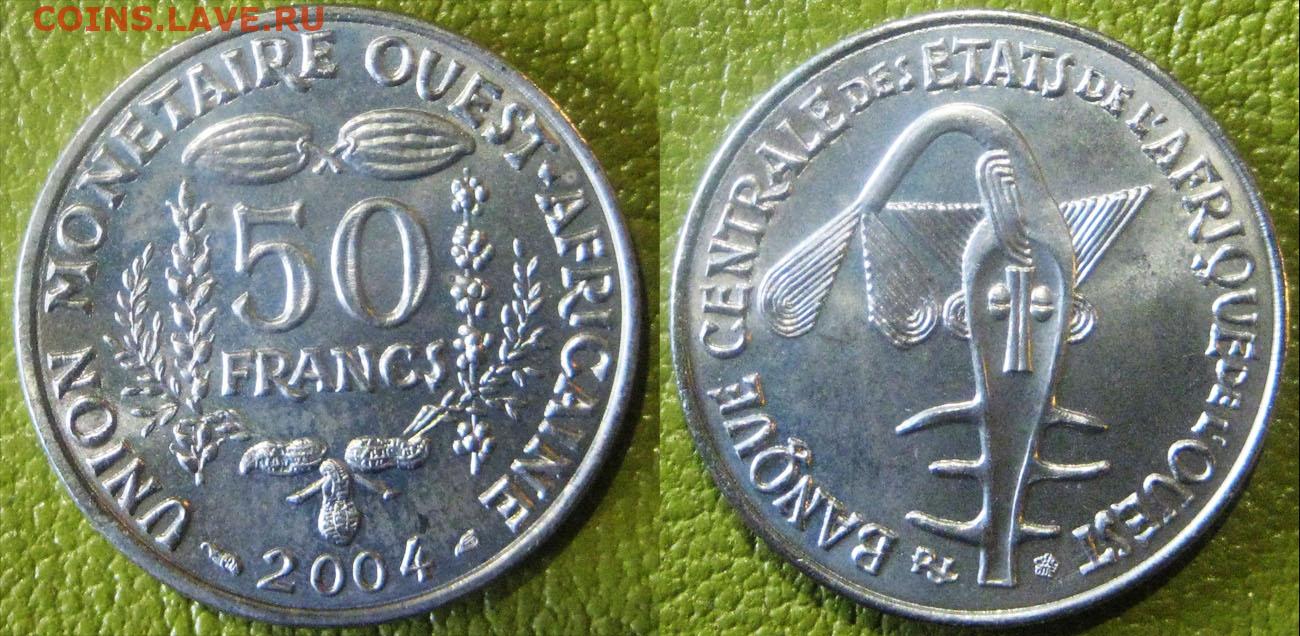 COINS.LAVE.RU
UNION MONETAIRE OUEST-AFRICAINE
50
FRANCS
2004
BANQUE CENTRALE DES ETATS DE L'AFRIQUE DE L'OUEST